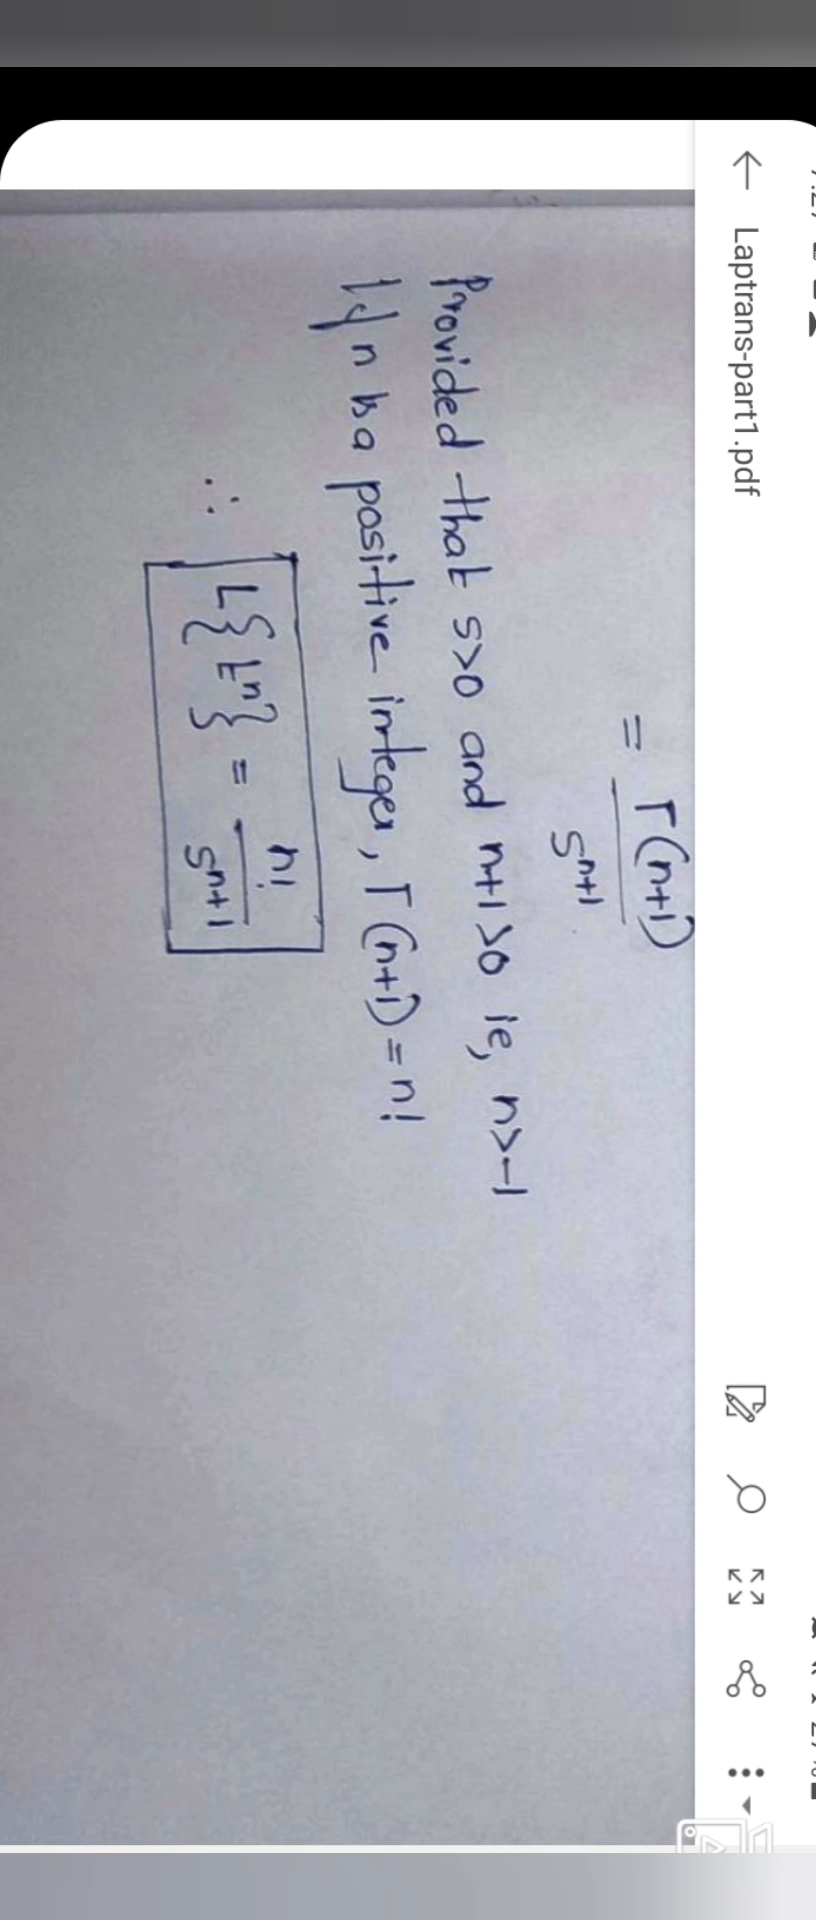 Laptrans-part1.pdf
= Γ(n+1)
s^{n+1}
Provided that s>0 and n+1>0 ie, n>-1
If n is a positive integer, Γ(n+1) = n!
∴ L{t^n} = n!
s^{n+1}